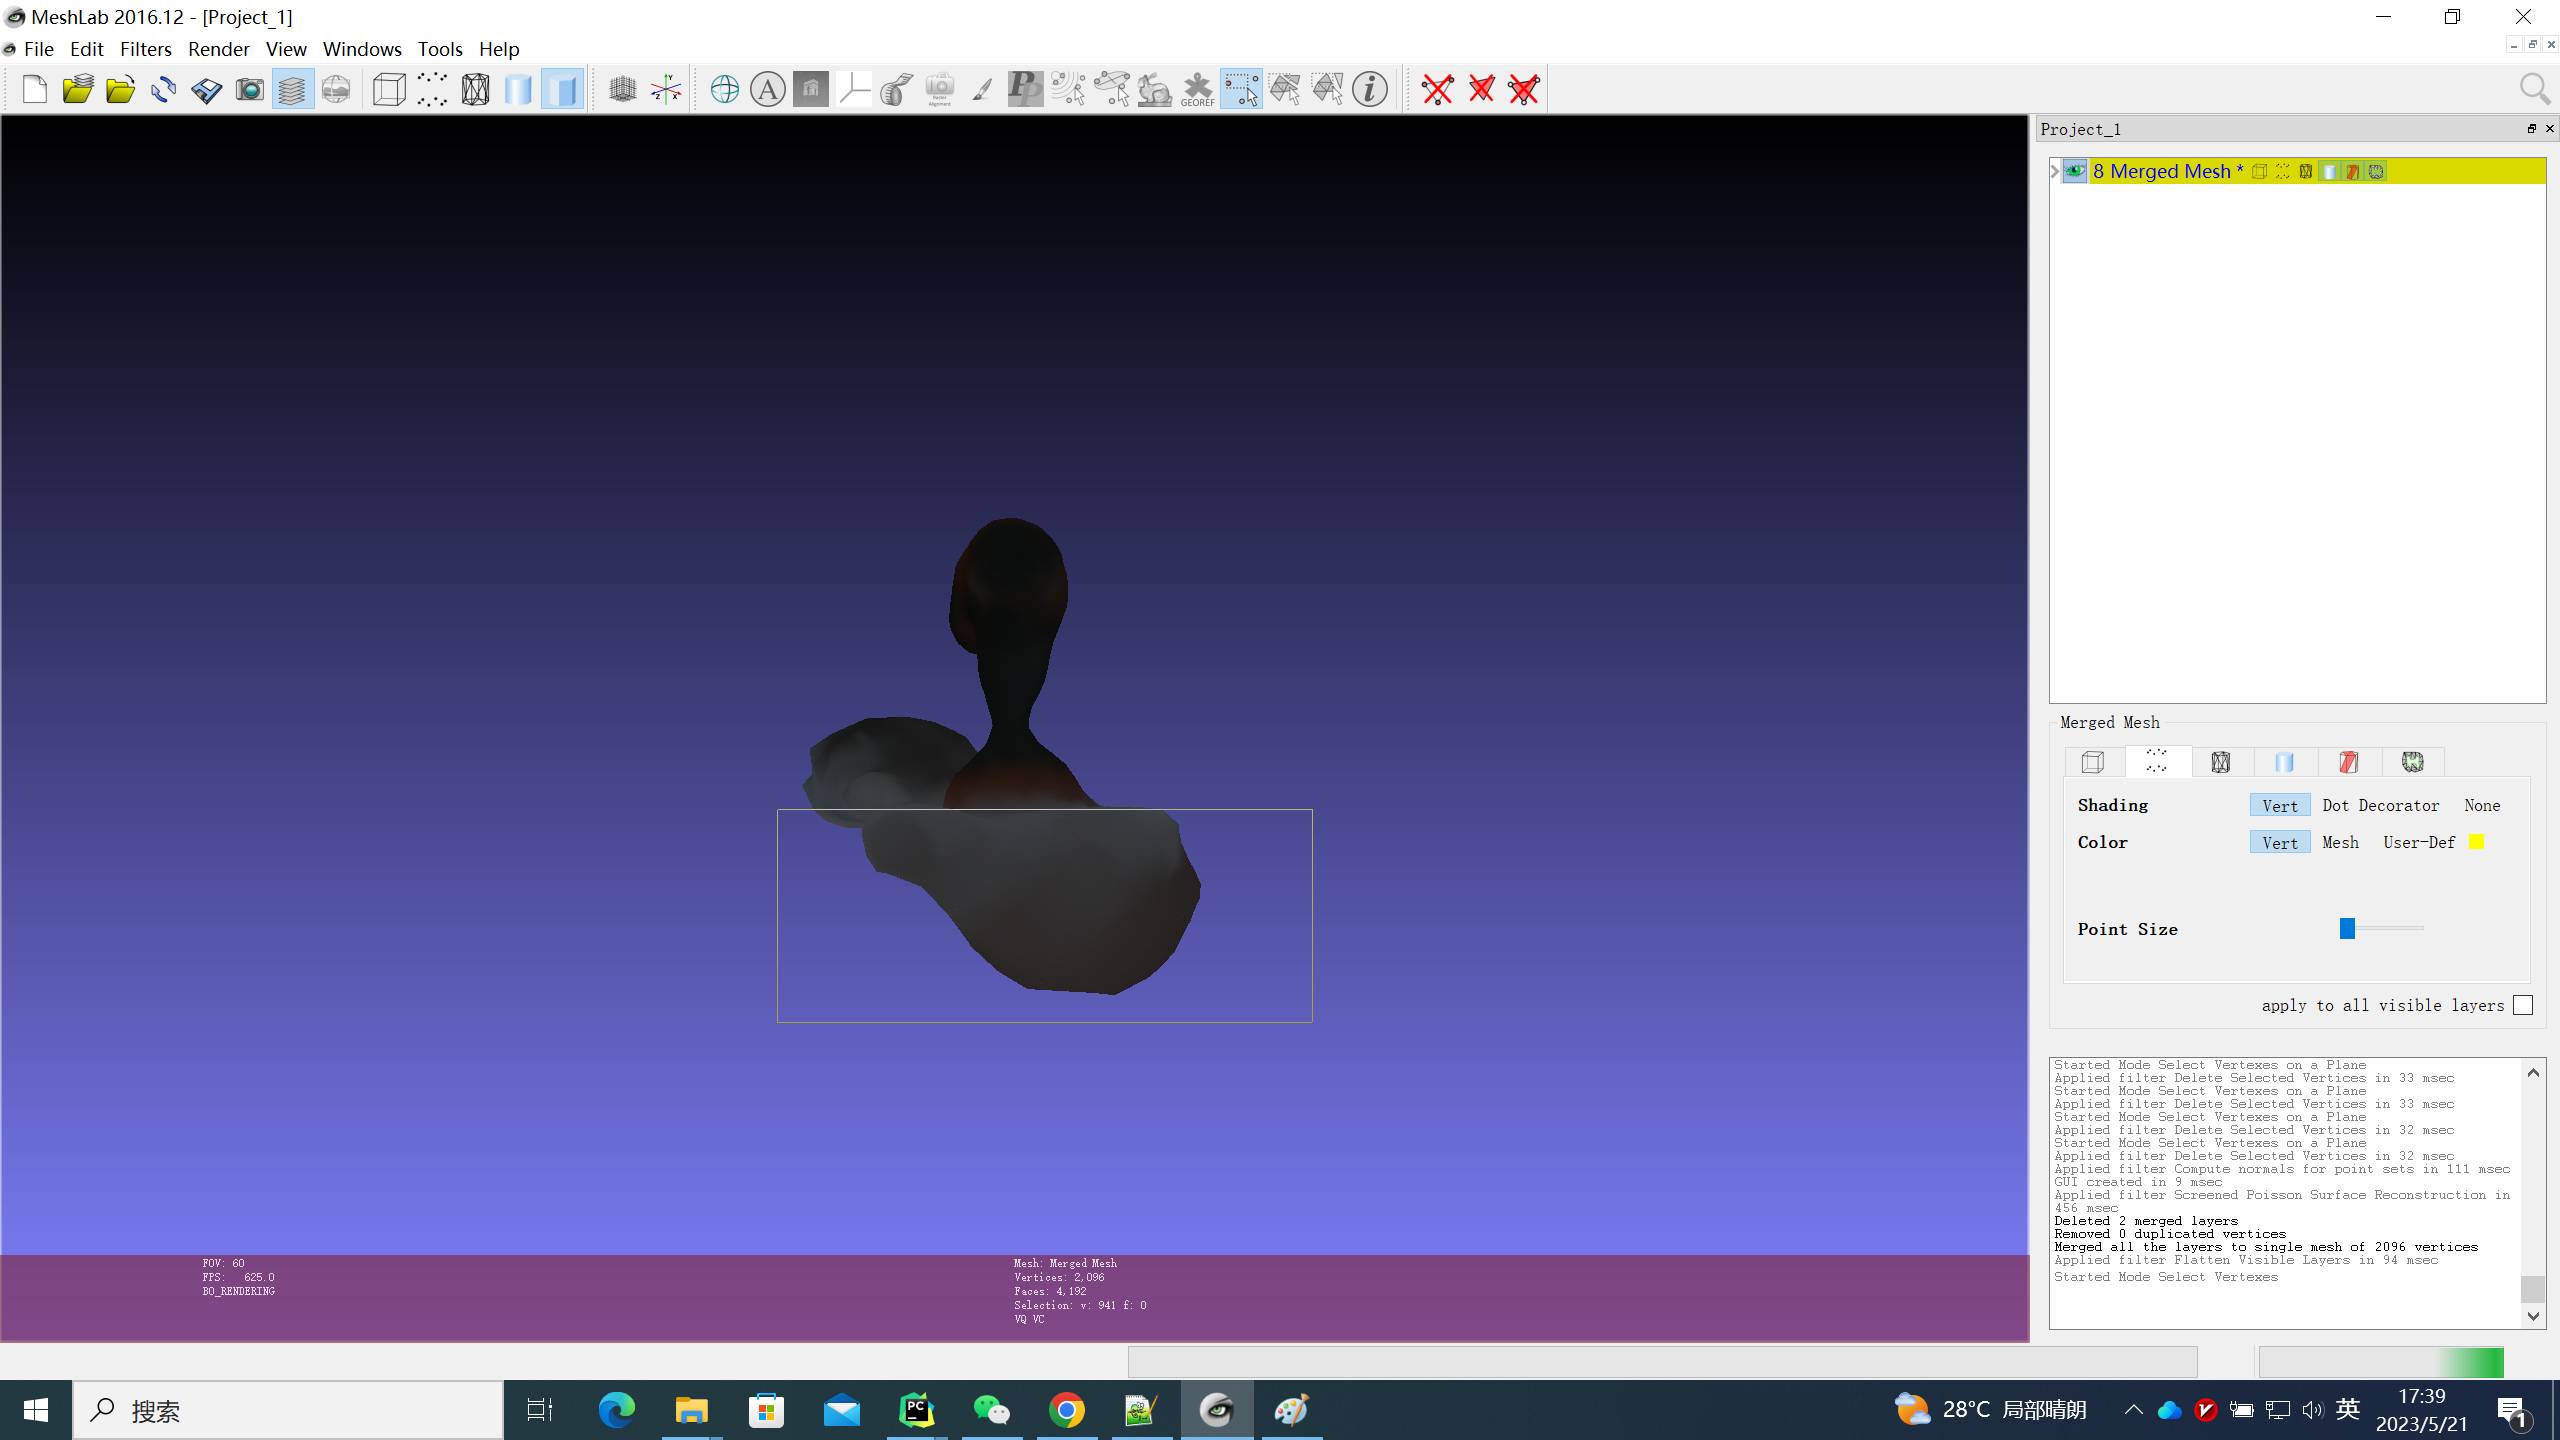 MeshLab 2016.12 - [Project_1]
File Edit Filters Render View Windows Tools Help
A
GEOREF
Project_1
8 Merged Mesh *
Merged Mesh
Shading Vert Dot Decorator None
Color Vert Mesh User-Def
Point Size
apply to all visible layers
Started Mode Select Vertexes on a Plane
Applied filter Delete Selected Vertices in 33 msec
Started Mode Select Vertexes on a Plane
Applied filter Delete Selected Vertices in 33 msec
Started Mode Select Vertexes on a Plane
Applied filter Delete Selected Vertices in 32 msec
Started Mode Select Vertexes on a Plane
Applied filter Delete Selected Vertices in 32 msec
Applied filter Compute normals for point sets in 111 msec
GUI created in 9 msec
Applied filter Screened Poisson Surface Reconstruction in
456 msec
Deleted 2 merged layers
Removed 0 duplicated vertices
Merged all the layers to single mesh of 2096 vertices
Applied filter Flatten Visible Layers in 94 msec
Started Mode Select Vertexes
FOV: 60
FPS: 625.0
BO_RENDERING
Mesh: Merged Mesh
Vertices: 2,096
Faces: 4,192
Selection: v: 941 f: 0
VQ VC
搜索
PC
28°C 局部晴朗
英
17:39
2023/5/21
1